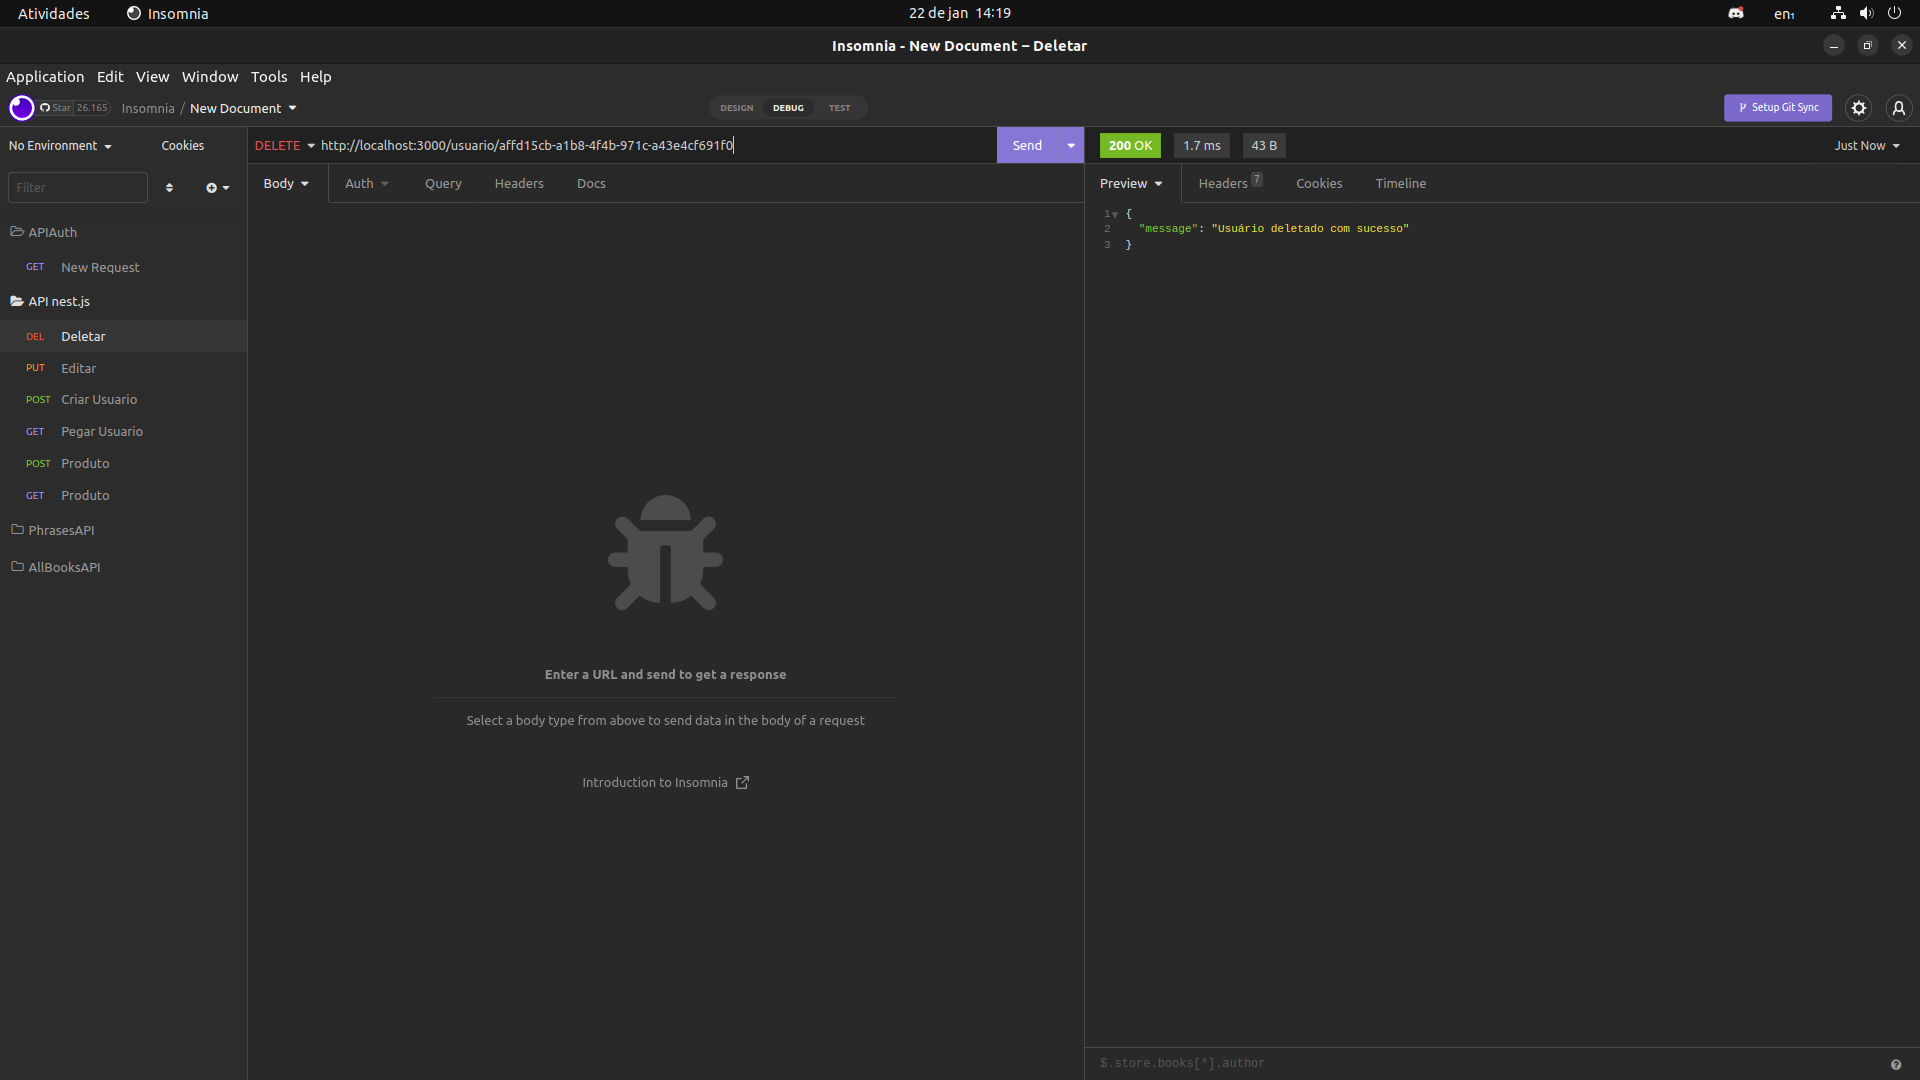 Atividades Insomnia 22 de jan 14:19 en₁
Insomnia - New Document – Deletar
Application Edit View Window Tools Help
Star 26.165 Insomnia / New Document DESIGN DEBUG TEST Setup Git Sync
No Environment Cookies
DELETE http://localhost:3000/usuario/affd15cb-a1b8-4f4b-971c-a43e4cf691f0 Send
200 OK 1.7 ms 43 B Just Now
Filter
Body Auth Query Headers Docs
Preview Headers 7 Cookies Timeline
APIAuth
GET New Request
API nest.js
DEL Deletar
PUT Editar
POST Criar Usuario
GET Pegar Usuario
POST Produto
GET Produto
PhrasesAPI
AllBooksAPI
Enter a URL and send to get a response
Select a body type from above to send data in the body of a request
Introduction to Insomnia
1 {
2 "message": "Usuário deletado com sucesso"
3 }
$.store.books[*].author